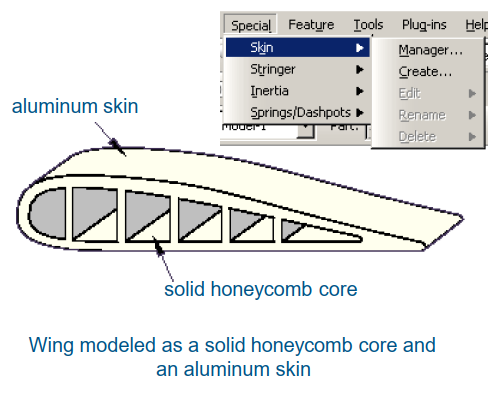 Special Feature Tools Plug-ins Help
Skin Manager...
Stringer Create...
Inertia Edit
Springs/Dashpots Rename
Model-1 Part: Delete
aluminum skin
solid honeycomb core
Wing modeled as a solid honeycomb core and
an aluminum skin